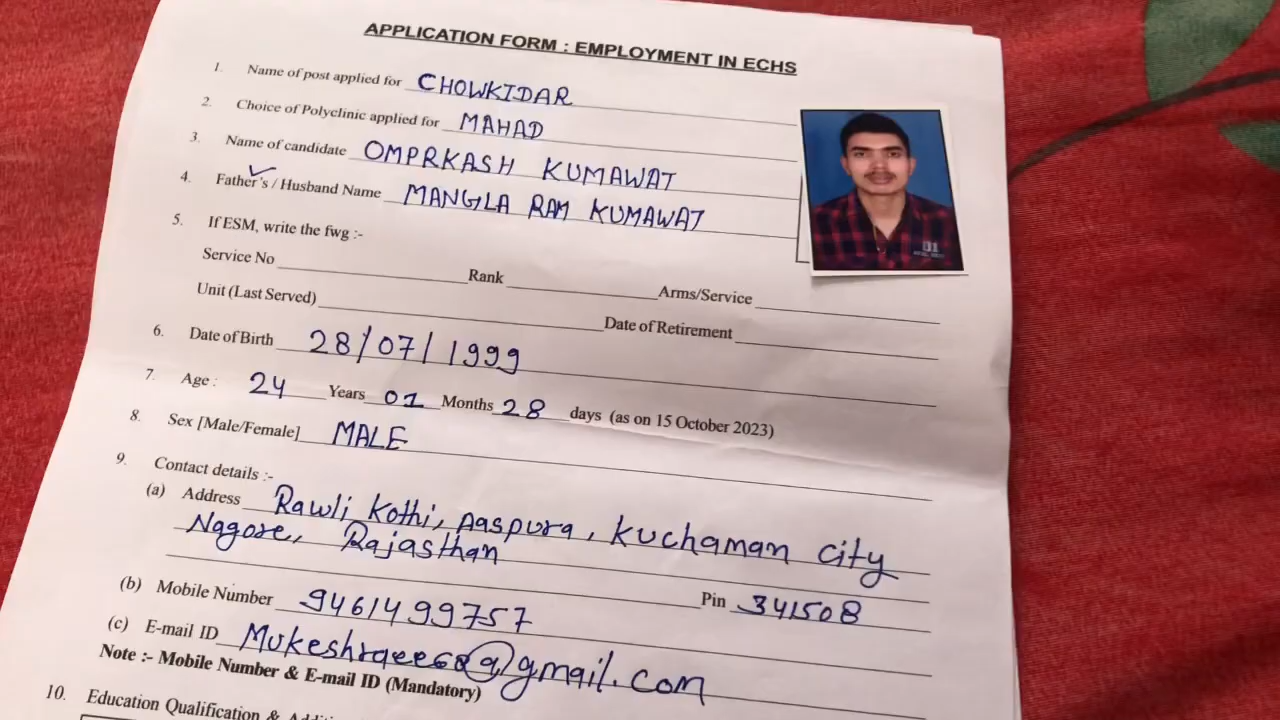 APPLICATION FORM : EMPLOYMENT IN ECHS
1. Name of post applied for CHOWKIDAR
2. Choice of Polyclinic applied for MAHAD
3. Name of candidate OMPRKASH KUMAWAT
4. Father's / Husband Name MANGLA RAM KUMAWAT
5. If ESM, write the fwg :-
Service No Rank Arms/Service
Unit (Last Served) Date of Retirement
6. Date of Birth 28/07/1999
7. Age : 24 Years 01 Months 28 days (as on 15 October 2023)
8. Sex [Male/Female] MALE
9. Contact details :-
(a) Address Rawli Kothi, Paspura, Kuchaman city
Nagore, Rajasthan
Pin 341508
(b) Mobile Number 9461499757
(c) E-mail ID @gmail.com
Note :- Mobile Number & E-mail ID (Mandatory)
10. Education Qualification &